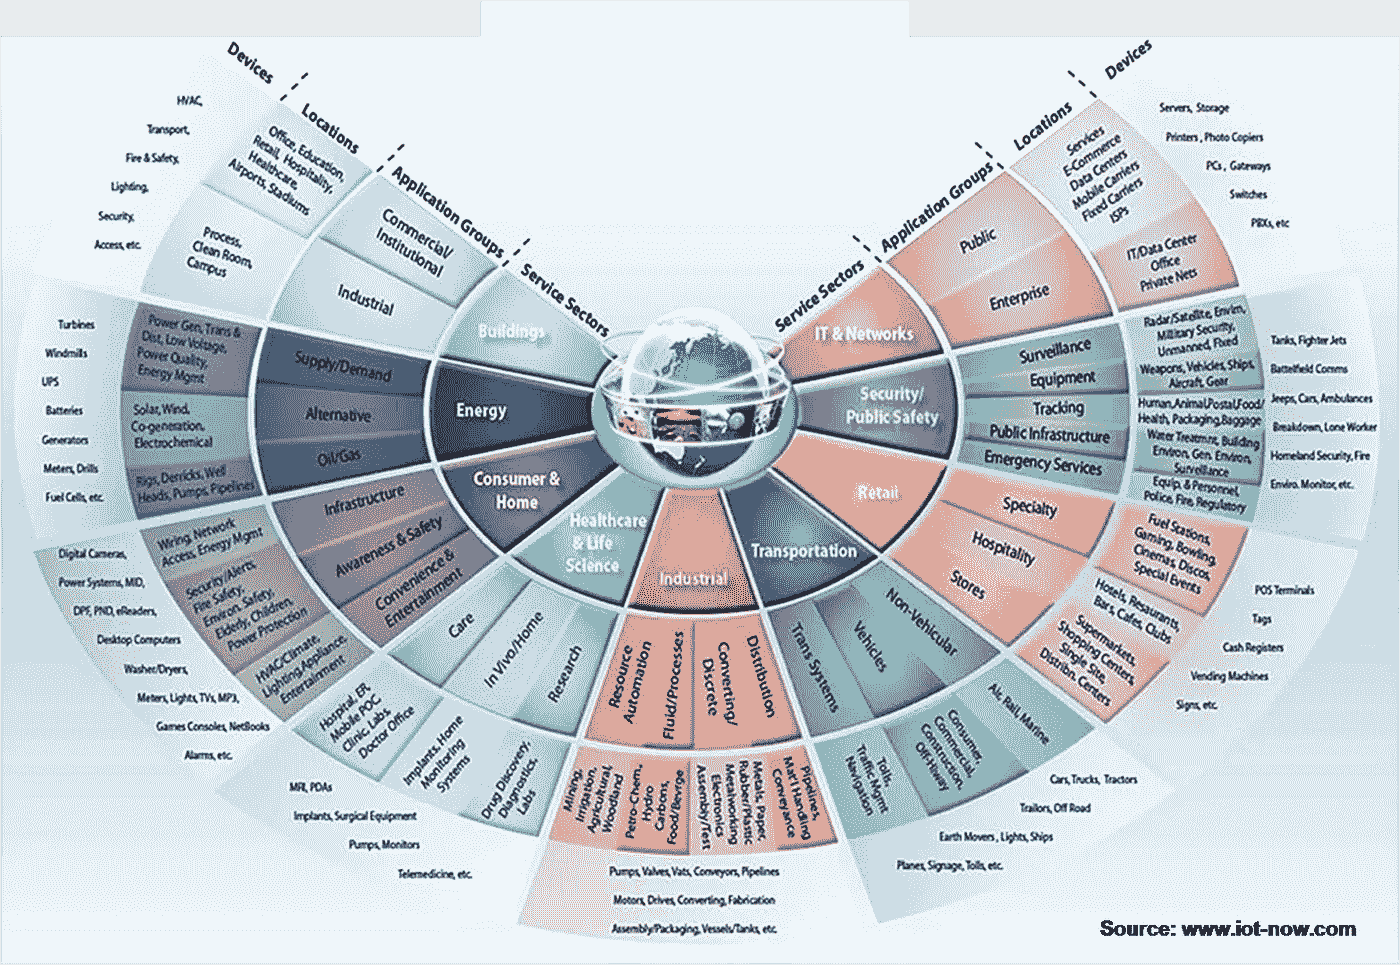 Devices
Locations
Application Groups
Service Sectors
HVAC,
Transport,
Fire & Safety,
Lighting,
Security,
Access, etc.
Office, Education,
Retail, Hospitality,
Healthcare,
Airports, Stadiums
Process,
Clean Room,
Campus
Commercial/
Institutional
Industrial
Buildings
Turbines
Windmills
UPS
Batteries
Generators
Meters, Drills
Fuel Cells, etc.
Power Gen, Trans &
Dist, Low Voltage,
Power Quality,
Energy Mgmt
Solar, Wind,
Co-generation,
Electrochemical
Rigs, Derricks, Well
Heads, Pumps, Pipelines
Supply/Demand
Alternative
Oil/Gas
Energy
Digital Cameras,
Power Systems, MID,
DPF, PND, eReaders,
Desktop Computers
Washer/Dryers,
Meters, Lights, TVs, MP3,
Games Consoles, NetBooks
Alarms, etc.
Wiring, Network
Access, Energy Mgmt
Security/Alerts,
Fire Safety,
Environ. Safety,
Elderly, Children,
Power Protection
HVAC/Climate,
Lighting, Appliance,
Entertainment
Infrastructure
Awareness & Safety
Convenience &
Entertainment
Consumer &
Home
MRI, PDAs
Implants, Surgical Equipment
Pumps, Monitors
Telemedicine, etc.
Hospital, ER,
Mobile POC
Clinic, Labs,
Doctor Office
Implants, Home
Monitoring
Systems
Drug Discovery,
Diagnostics,
Labs
Care
In Vivo/Home
Research
Healthcare
& Life
Science
Industrial
Resource
Automation
Fluid/Processes
Converting/
Discrete
Distribution
Mining,
Irrigation,
Agricultural,
Woodland
Petro-Chem,
Hydro
Carbons,
Food/Bevrge
Metals, Paper,
Rubber/Plastic
Metalworking
Electronics
Assembly/Test
Pipelines,
Mat'l Handling
Conveyance
Pumps, Valves, Vats, Conveyors, Pipelines
Motors, Drives, Converting, Fabrication
Assembly/Packaging, Vessels/Tanks, etc.
Transportation
Trans Systems
Vehicles
Non-Vehicular
Tolls,
Traffic Mgmt
Navigation
Consumer,
Commercial,
Construction,
Off-Hiway
Air, Rail, Marine
Cars, Trucks, Tractors
Trailors, Off Road
Earth Movers, Lights, Ships
Planes, Signage, Tolls, etc.
Retail
Specialty
Hospitality
Stores
Fuel Stations,
Gaming, Bowling,
Cinemas, Discos,
Special Events
Hotels, Restaurants,
Bars, Cafes, Clubs
Supermarkets,
Shopping Centers,
Single Site,
Distribn. Centers
POS Terminals
Tags
Cash Registers
Vending Machines
Signs, etc.
Security/
Public Safety
Surveillance
Equipment
Tracking
Public Infrastructure
Emergency Services
Radar/Satellite, Environ,
Military Security,
Unmanned, Fixed
Weapons, Vehicles, Ships,
Aircraft, Gear
Human, Animal/Postal/Food/
Health, Packaging, Baggage
Water Treatmnt, Building
Environ. Gen. Environ,
Surveillance
Equip. & Personnel,
Police, Fire, Regulatory
Tanks, Fighter Jets
Battelfield Comms
Jeeps, Cars, Ambulances
Breakdown, Lone Worker
Homeland Security, Fire
Enviro. Monitor, etc.
IT & Networks
Public
Enterprise
Services
E-Commerce
Data Centers
Mobile Carriers
Fixed Carriers
ISPs
IT/Data Center
Office
Private Nets
Servers, Storage
Printers, Photo Copiers
PCs, Gateways
Switches
PBXs, etc
Service Sectors
Application Groups
Locations
Devices
Source: www.iot-now.com